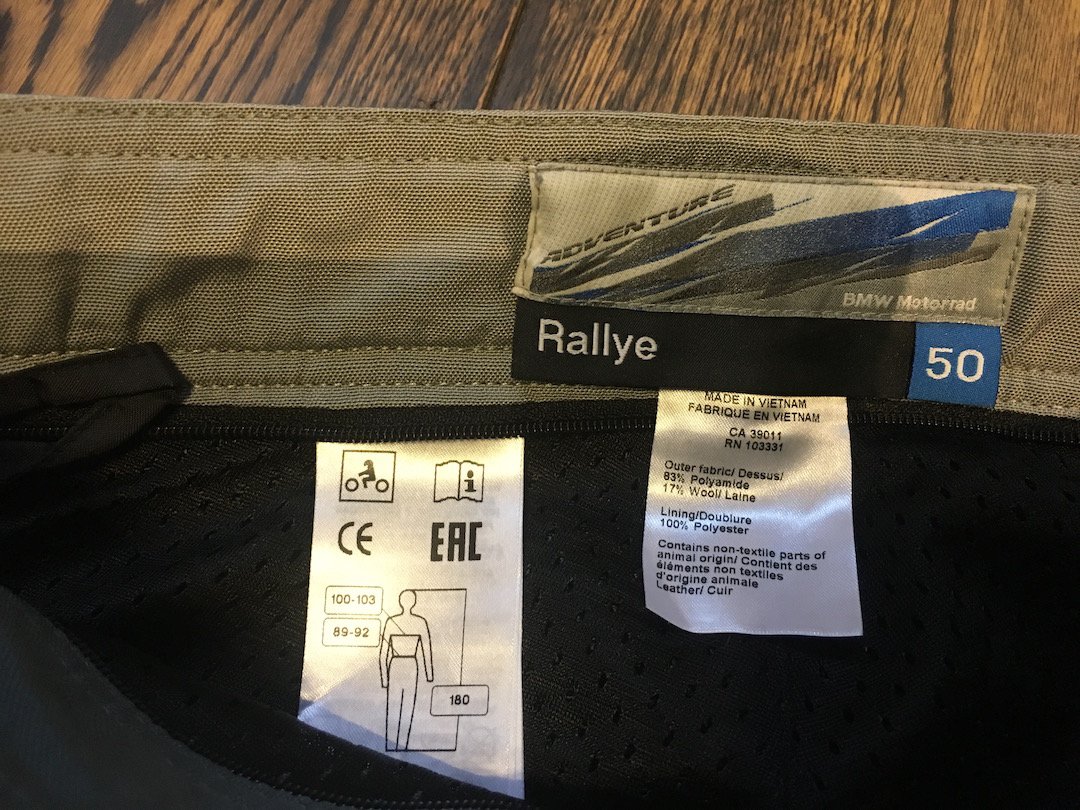 ADVENTURE
BMW Motorrad
Rallye
50
MADE IN VIETNAM
FABRIQUE EN VIETNAM
CA 39011
RN 103331
Outer fabric/ Dessus/
83% Polyamide
17% Wool/ Laine
Lining/Doublure
100% Polyester
Contains non-textile parts of
animal origin/ Contient des
éléments non textiles
d'origine animale
Leather/ Cuir
i
CE
EAC
100-103
89-92
180